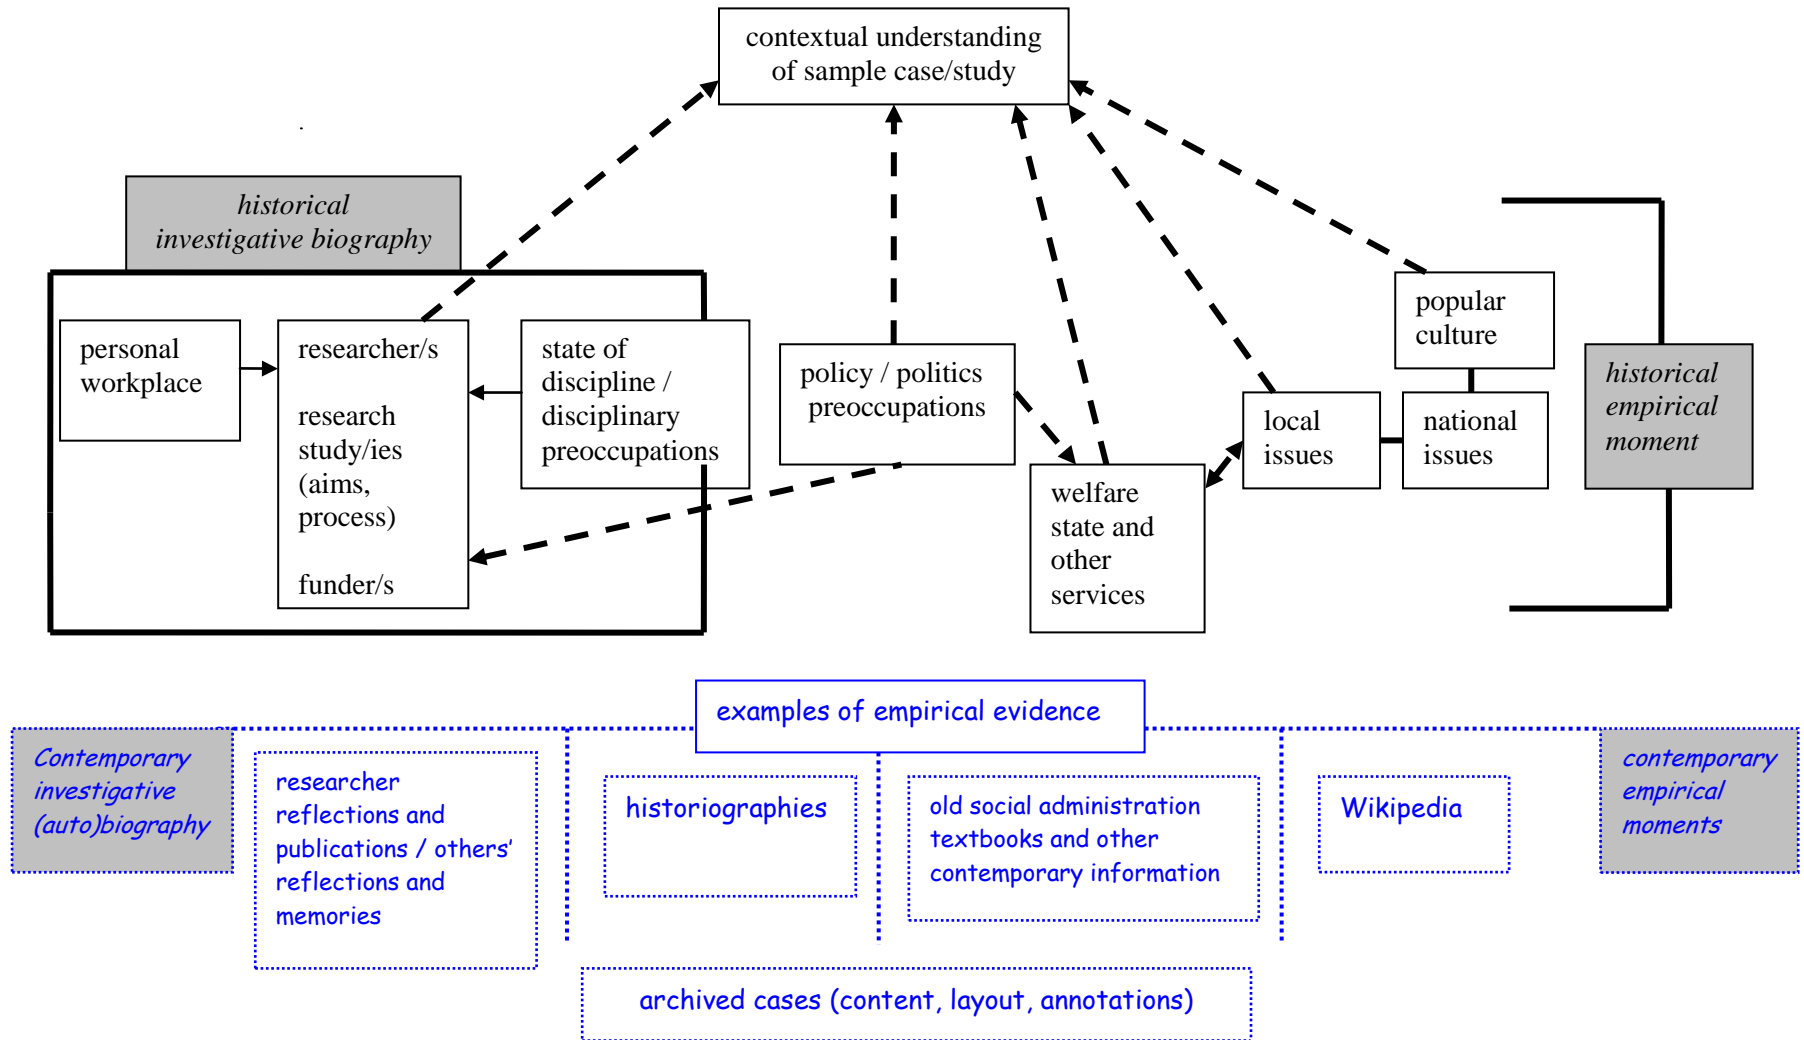 contextual understanding
of sample case/study
historical
investigative biography
personal
workplace
researcher/s
research
study/ies
(aims,
process)
funder/s
state of
discipline /
disciplinary
preoccupations
policy / politics
preoccupations
welfare
state and
other
services
local
issues
national
issues
popular
culture
historical
empirical
moment
examples of empirical evidence
Contemporary
investigative
(auto)biography
researcher
reflections and
publications / others’
reflections and
memories
historiographies
old social administration
textbooks and other
contemporary information
Wikipedia
contemporary
empirical
moments
archived cases (content, layout, annotations)